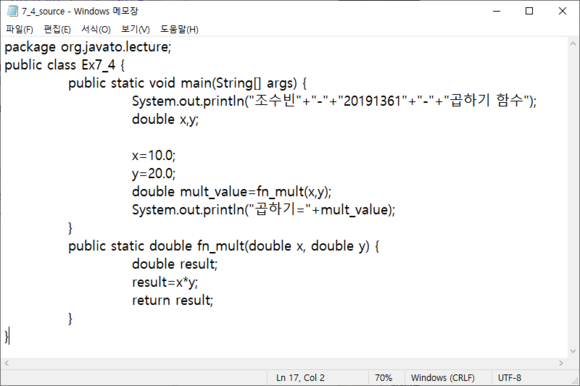 7_4_source - Windows 메모장
파일(F) 편집(E) 서식(O) 보기(V) 도움말(H)
package org.javato.lecture;
public class Ex7_4 {
public static void main(String[] args) {
System.out.println("조수빈"+"-"+"20191361"+"-"+"곱하기 함수");
double x,y;
x=10.0;
y=20.0;
double mult_value=fn_mult(x,y);
System.out.println("곱하기="+mult_value);
}
public static double fn_mult(double x, double y) {
double result;
result=x*y;
return result;
}
}
Ln 17, Col 2 70% Windows (CRLF) UTF-8